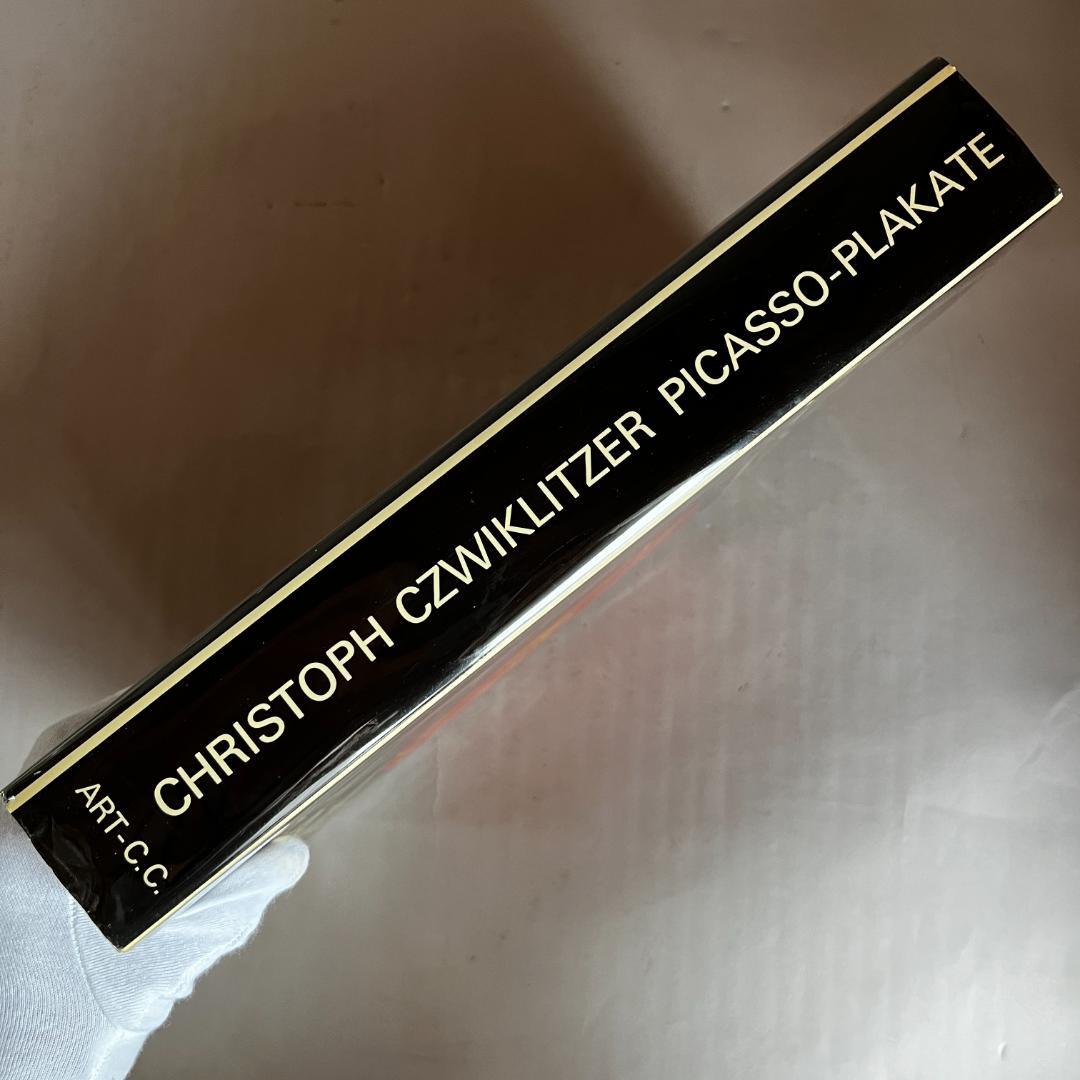 CHRISTOPH CZWIKLITZER PICASSO-PLAKATE
ART-C.C.